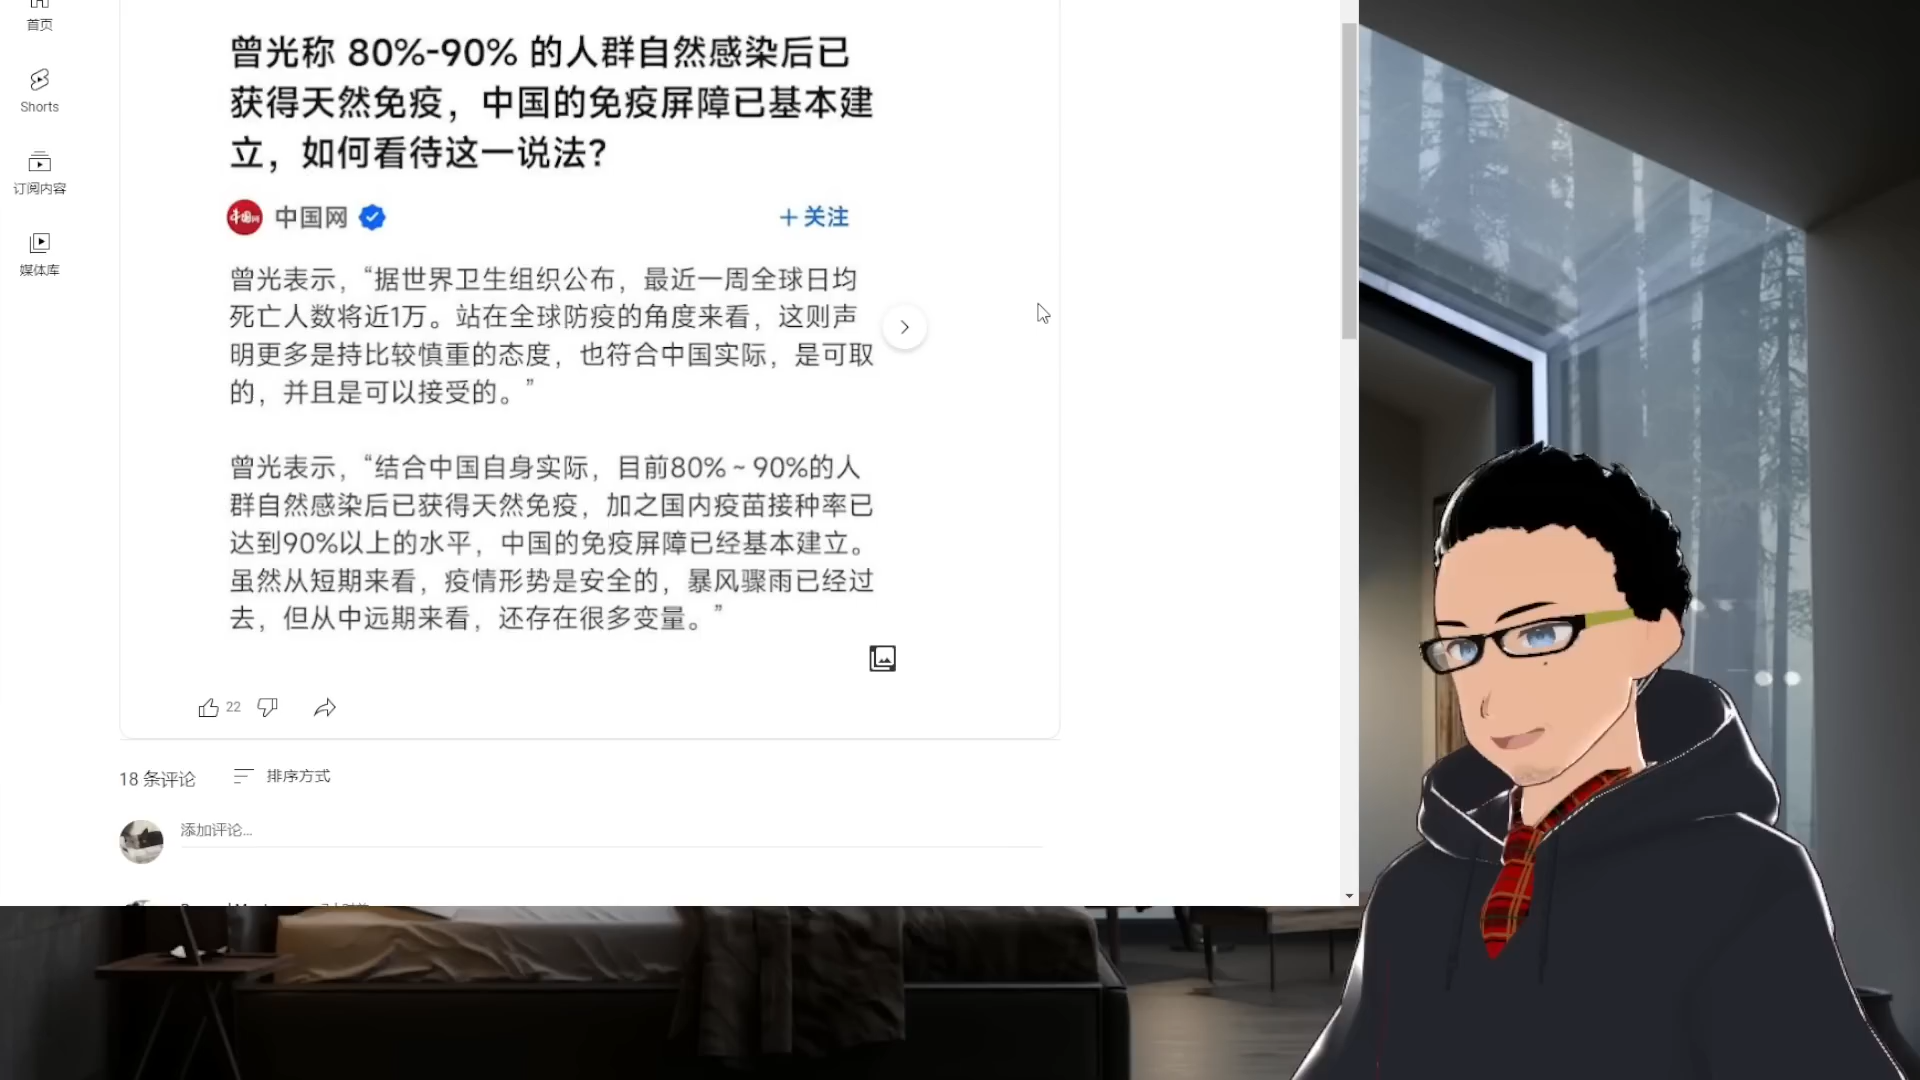 首页
Shorts
订阅内容
媒体库
曾光称 80%-90% 的人群自然感染后已
获得天然免疫，中国的免疫屏障已基本建
立，如何看待这一说法？
中国网
+ 关注
曾光表示，“据世界卫生组织公布，最近一周全球日均
死亡人数将近1万。站在全球防疫的角度来看，这则声
明更多是持比较慎重的态度，也符合中国实际，是可取
的，并且是可以接受的。”
曾光表示，“结合中国自身实际，目前80%~90%的人
群自然感染后已获得天然免疫，加之国内疫苗接种率已
达到90%以上的水平，中国的免疫屏障已经基本建立。
虽然从短期来看，疫情形势是安全的，暴风骤雨已经过
去，但从中远期来看，还存在很多变量。”
22
18 条评论
排序方式
添加评论...